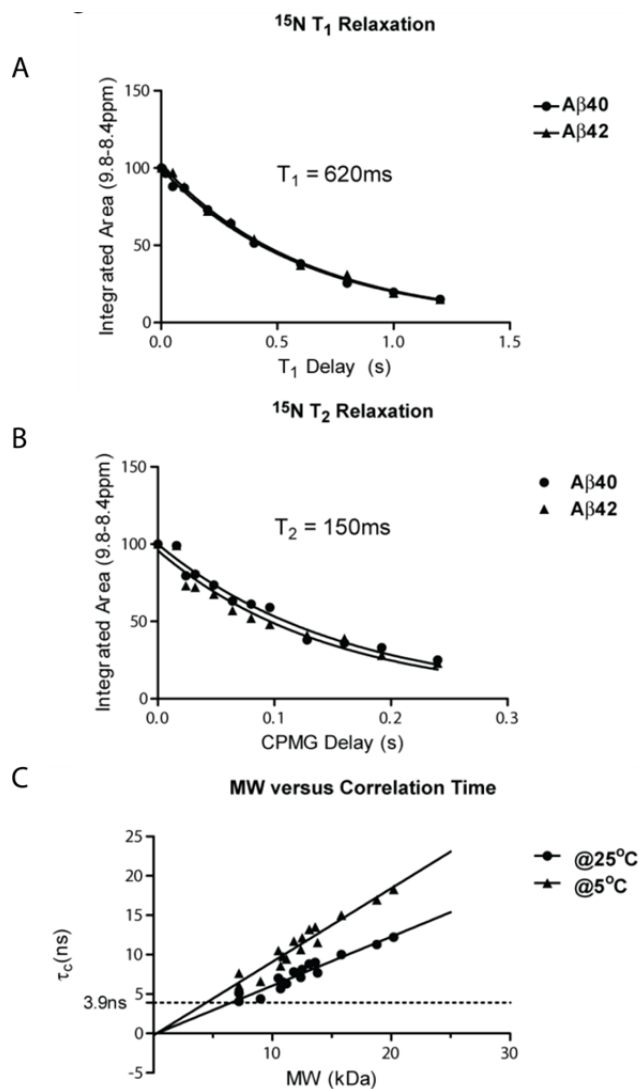 ¹⁵N T₁ Relaxation
A
Integrated Area (9.8-8.4ppm)
150
100
50
0
T₁ = 620ms
Aβ40
Aβ42
0.0 0.5 1.0 1.5
T₁ Delay (s)
¹⁵N T₂ Relaxation
B
Integrated Area (9.8-8.4ppm)
150
100
50
0
T₂ = 150ms
Aβ40
Aβ42
0.0 0.1 0.2 0.3
CPMG Delay (s)
C
MW versus Correlation Time
τc(ns)
25
20
15
10
5
3.9ns
0
@25°C
@5°C
10 20 30
MW (kDa)